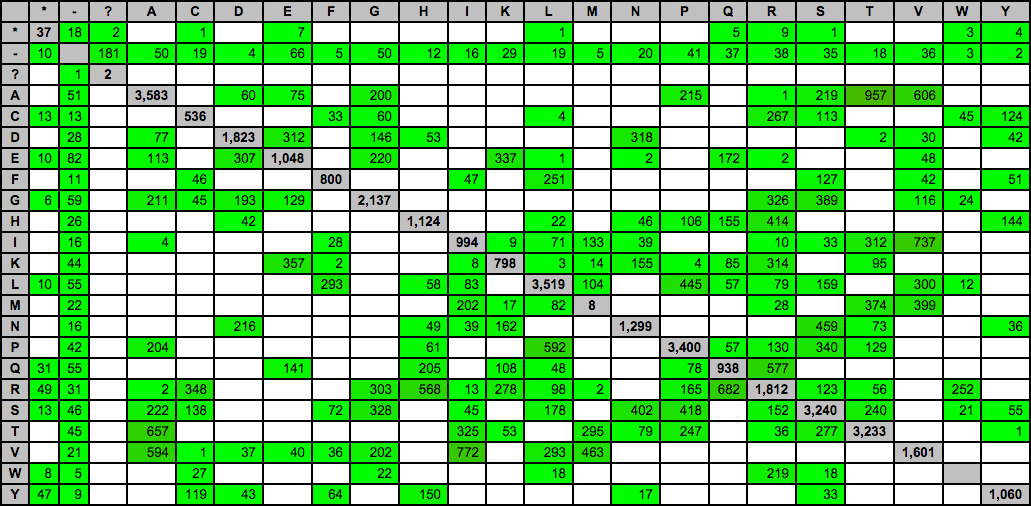 * - ? A C D E F G H I K L M N P Q R S T V W Y
* 37 18 2 1 7 1 5 9 1 3 4
- 10 181 50 19 4 66 5 50 12 16 29 19 5 20 41 37 38 35 18 36 3 2
? 1 2
A 51 3,583 60 75 200 215 1 219 957 606
C 13 13 536 33 60 4 267 113 45 124
D 28 77 1,823 312 146 53 318 2 30 42
E 10 82 113 307 1,048 220 337 1 2 172 2 48
F 11 46 800 47 251 127 42 51
G 6 59 211 45 193 129 2,137 326 389 116 24
H 26 42 1,124 22 46 106 155 414 144
I 16 4 28 994 9 71 133 39 10 33 312 737
K 44 357 2 8 798 3 14 155 4 85 314 95
L 10 55 293 58 83 3,519 104 445 57 79 159 300 12
M 22 202 17 82 8 28 374 399
N 16 216 49 39 162 1,299 459 73 36
P 42 204 61 592 3,400 57 130 340 129
Q 31 55 141 205 108 48 78 938 577
R 49 31 2 348 303 568 13 278 98 2 165 682 1,812 123 56 252
S 13 46 222 138 72 328 45 178 402 418 152 3,240 240 21 55
T 45 657 325 53 295 79 247 36 277 3,233 1
V 21 594 1 37 40 36 202 772 293 463 1,601
W 8 5 27 22 18 219 18
Y 47 9 119 43 64 150 17 33 1,060